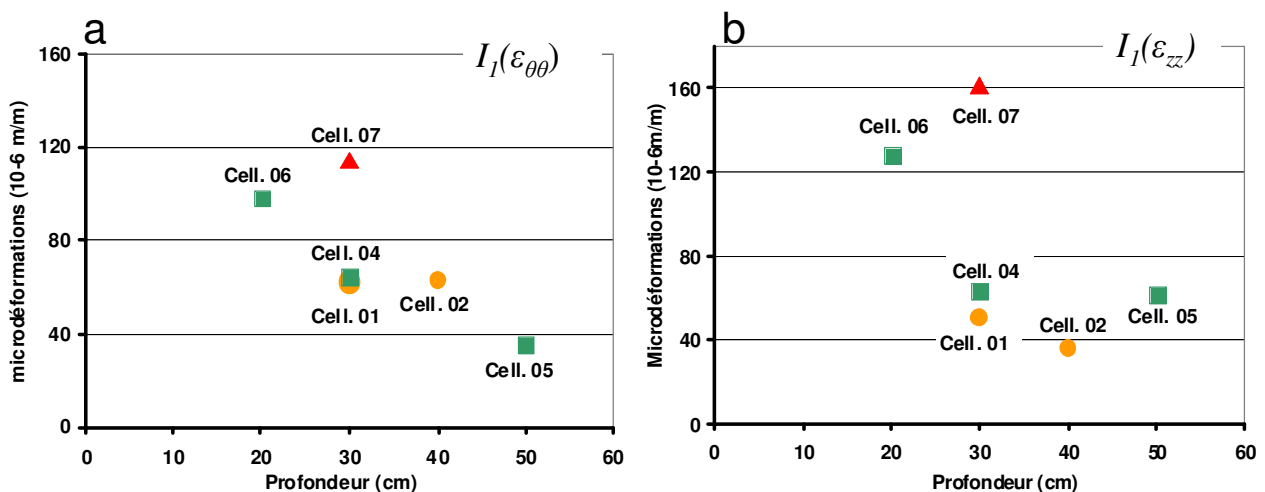 a
I1(εθθ)
microdéformations (10-6 m/m)
160
120
80
40
0
Cell. 07
Cell. 06
Cell. 04
Cell. 01
Cell. 02
Cell. 05
0 10 20 30 40 50 60
Profondeur (cm)
b
I1(εzz)
Microdéformations (10-6m/m)
160
120
80
40
0
Cell. 07
Cell. 06
Cell. 04
Cell. 01
Cell. 02
Cell. 05
0 10 20 30 40 50 60
Profondeur (cm)